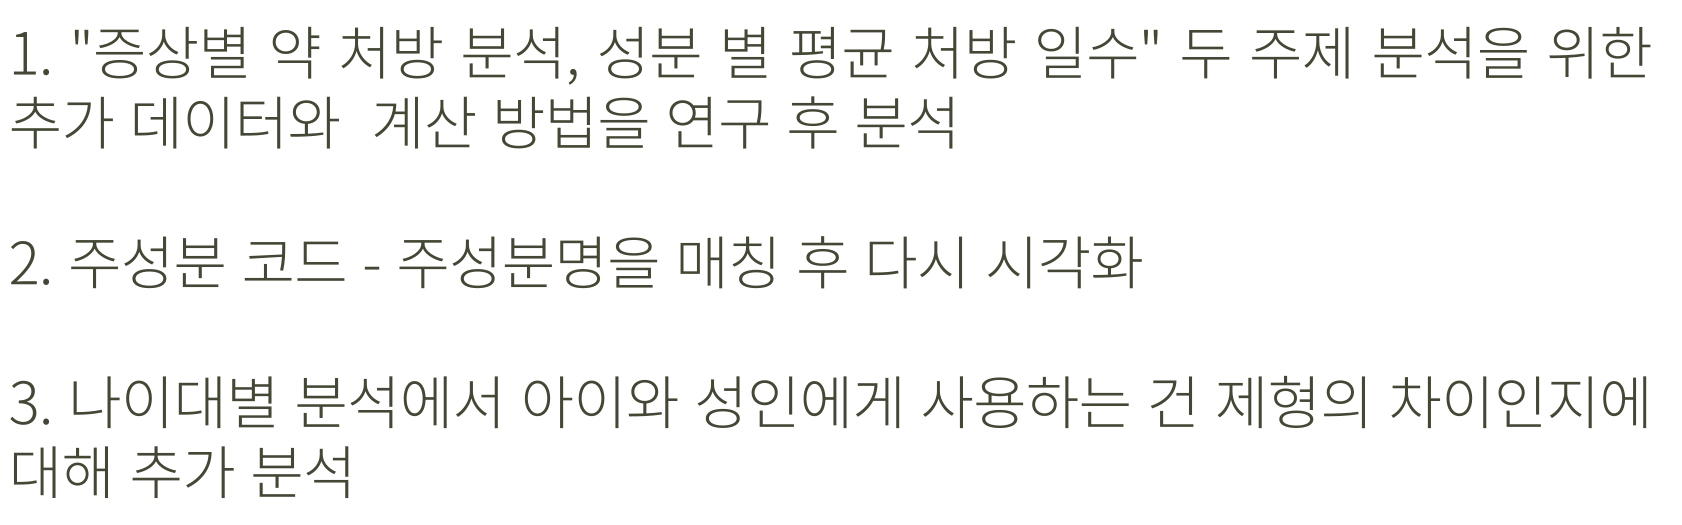 1. "증상별 약 처방 분석, 성분 별 평균 처방 일수" 두 주제 분석을 위한
추가 데이터와  계산 방법을 연구 후 분석
2. 주성분 코드 - 주성분명을 매칭 후 다시 시각화
3. 나이대별 분석에서 아이와 성인에게 사용하는 건 제형의 차이인지에
대해 추가 분석